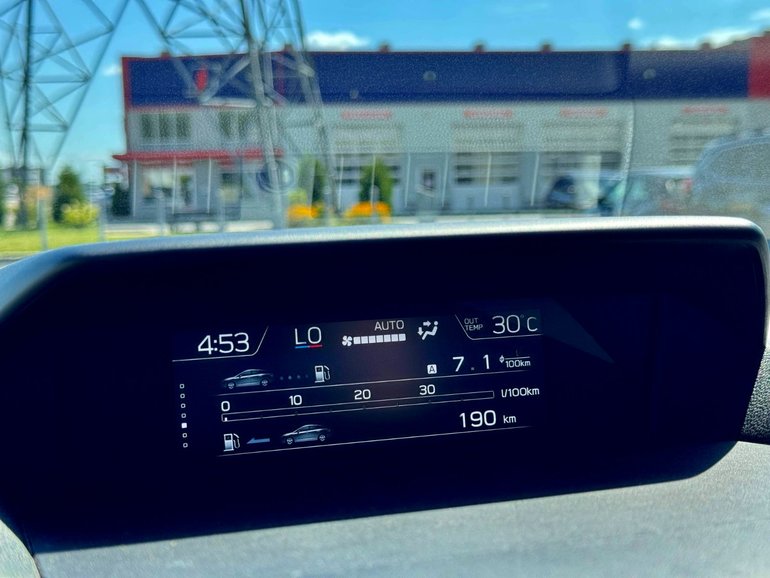 4:53 LO AUTO OUT TEMP 30°C
A 7.1 ℓ/100km
0 10 20 30 l/100km
190 km